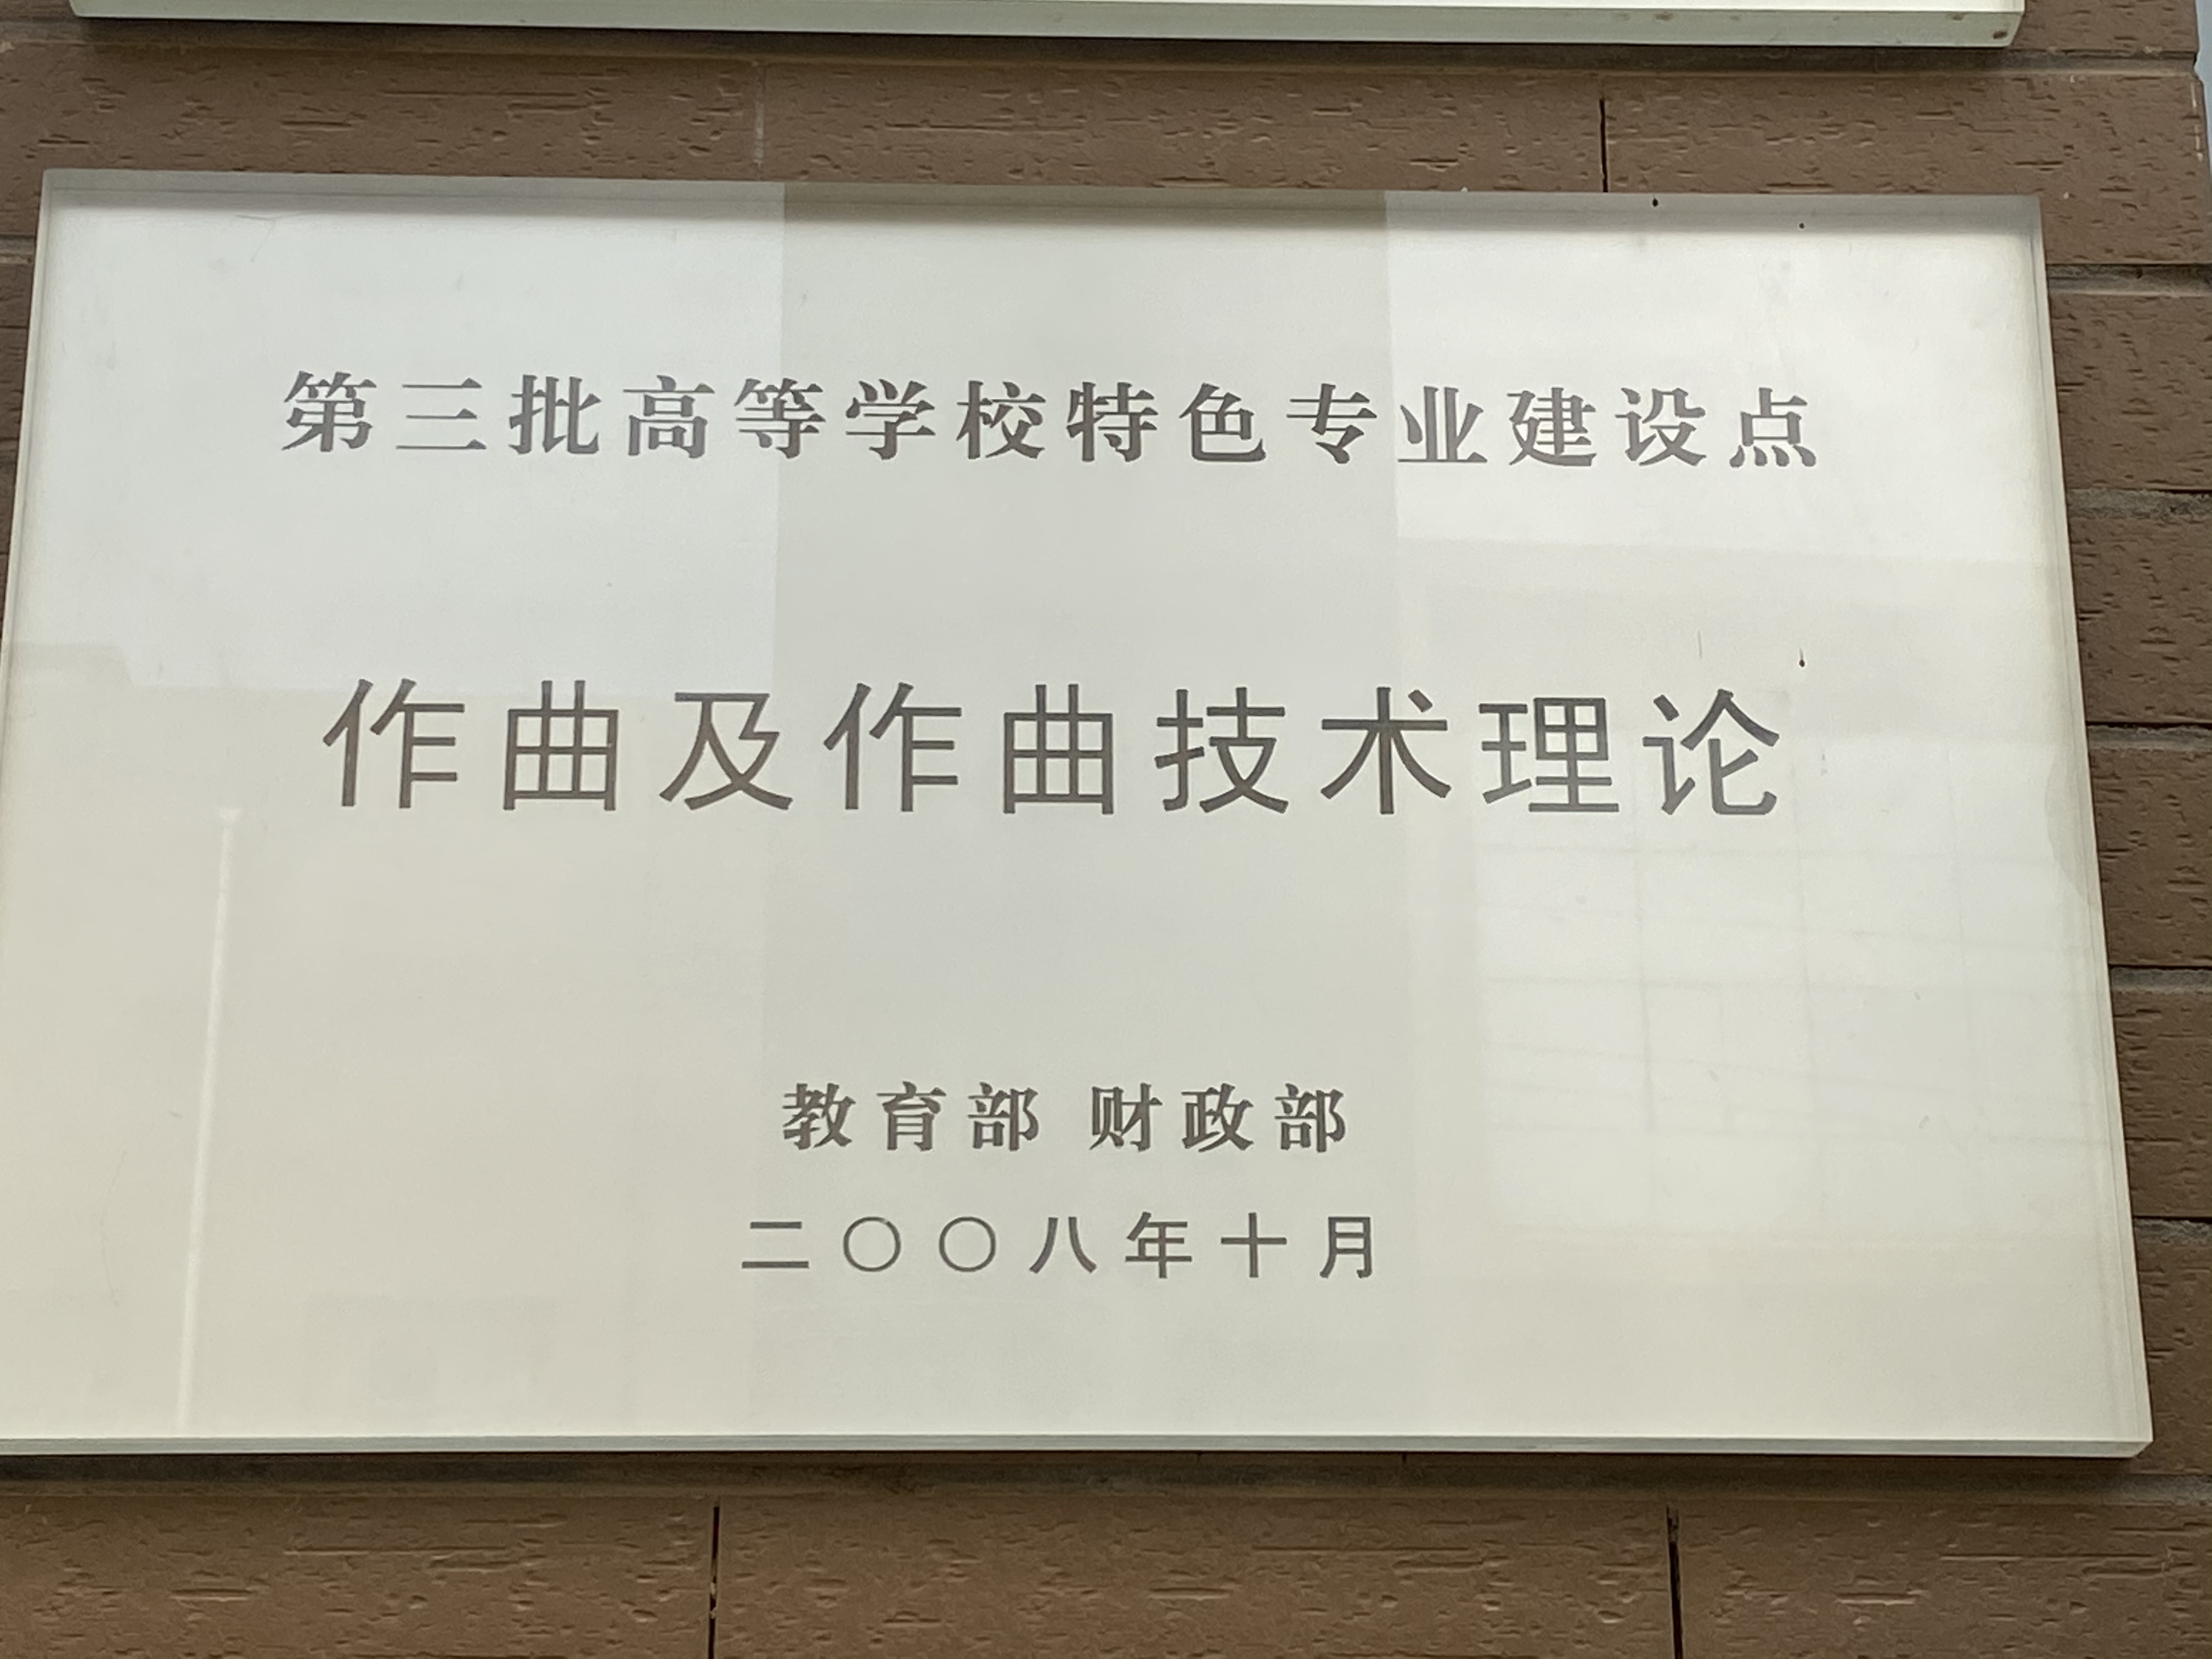 第三批高等学校特色专业建设点
作曲及作曲技术理论
教育部 财政部
二〇〇八年十月